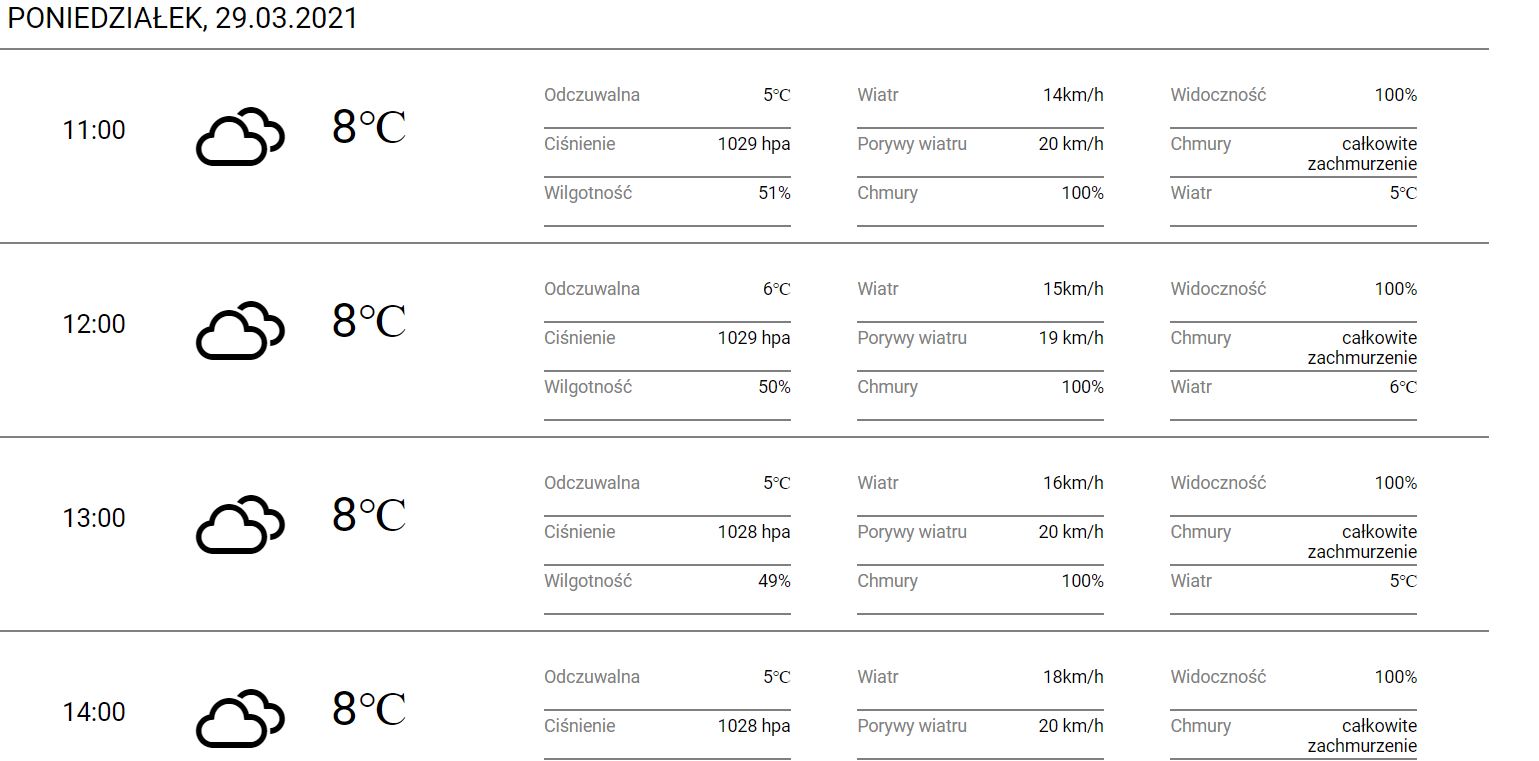 PONIEDZIAŁEK, 29.03.2021
11:00
8°C
Odczuwalna 5°C
Ciśnienie 1029 hpa
Wilgotność 51%
Wiatr 14km/h
Porywy wiatru 20 km/h
Chmury 100%
Widoczność 100%
Chmury całkowite
zachmurzenie
Wiatr 5°C
12:00
8°C
Odczuwalna 6°C
Ciśnienie 1029 hpa
Wilgotność 50%
Wiatr 15km/h
Porywy wiatru 19 km/h
Chmury 100%
Widoczność 100%
Chmury całkowite
zachmurzenie
Wiatr 6°C
13:00
8°C
Odczuwalna 5°C
Ciśnienie 1028 hpa
Wilgotność 49%
Wiatr 16km/h
Porywy wiatru 20 km/h
Chmury 100%
Widoczność 100%
Chmury całkowite
zachmurzenie
Wiatr 5°C
14:00
8°C
Odczuwalna 5°C
Ciśnienie 1028 hpa
Wiatr 18km/h
Porywy wiatru 20 km/h
Widoczność 100%
Chmury całkowite
zachmurzenie